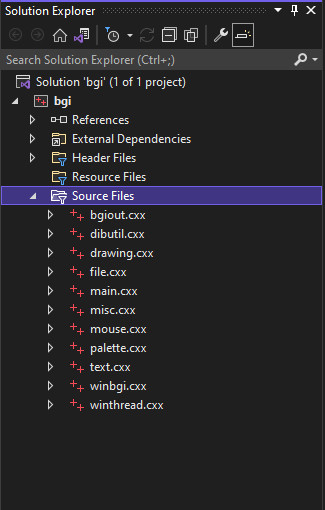 Solution Explorer
Search Solution Explorer (Ctrl+;)
Solution 'bgi' (1 of 1 project)
bgi
References
External Dependencies
Header Files
Resource Files
Source Files
bgiout.cxx
dibutil.cxx
drawing.cxx
file.cxx
main.cxx
misc.cxx
mouse.cxx
palette.cxx
text.cxx
winbgi.cxx
winthread.cxx